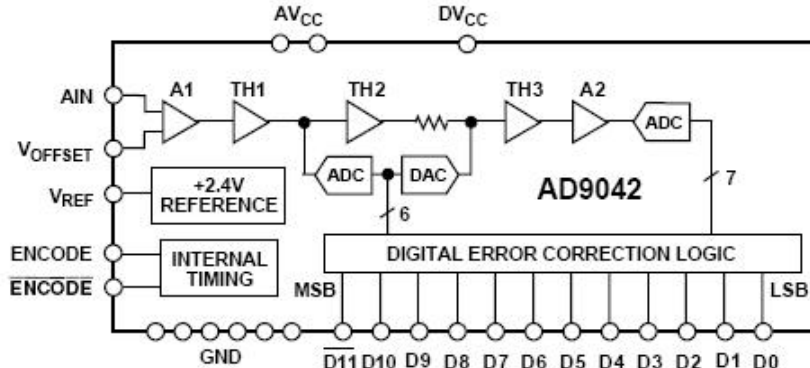 AVCC DVCC
A1 TH1 TH2 TH3 A2
AIN
ADC
VOFFSET
ADC DAC
AD9042
7
+2.4V
REFERENCE
VREF
6
ENCODE
INTERNAL
TIMING
DIGITAL ERROR CORRECTION LOGIC
E̅N̅C̅O̅D̅E̅
MSB LSB
GND D̅1̅1̅ D10 D9 D8 D7 D6 D5 D4 D3 D2 D1 D0